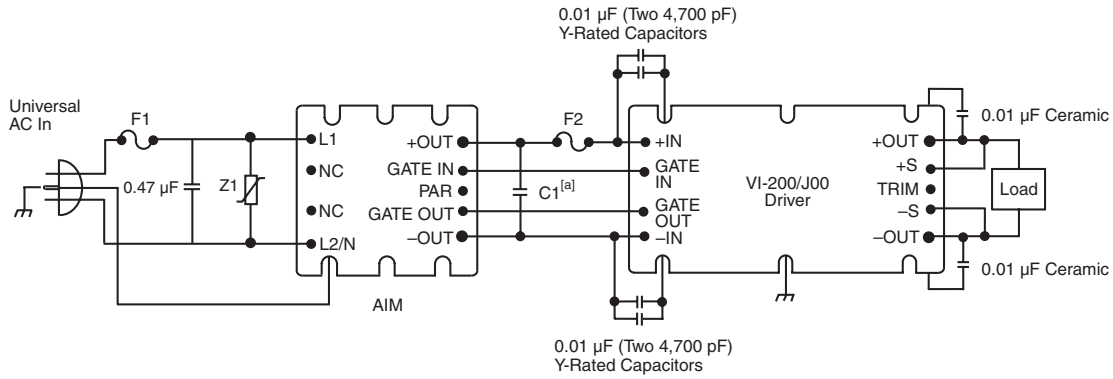 0.01 µF (Two 4,700 pF)
Y-Rated Capacitors
Universal
AC In
F1
0.47 µF
Z1
L1
NC
NC
L2/N
+OUT
GATE IN
PAR
GATE OUT
–OUT
AIM
F2
C1[a]
+IN
GATE
IN
GATE
OUT
–IN
VI-200/J00
Driver
+OUT
+S
TRIM
–S
–OUT
0.01 µF Ceramic
Load
0.01 µF Ceramic
0.01 µF (Two 4,700 pF)
Y-Rated Capacitors